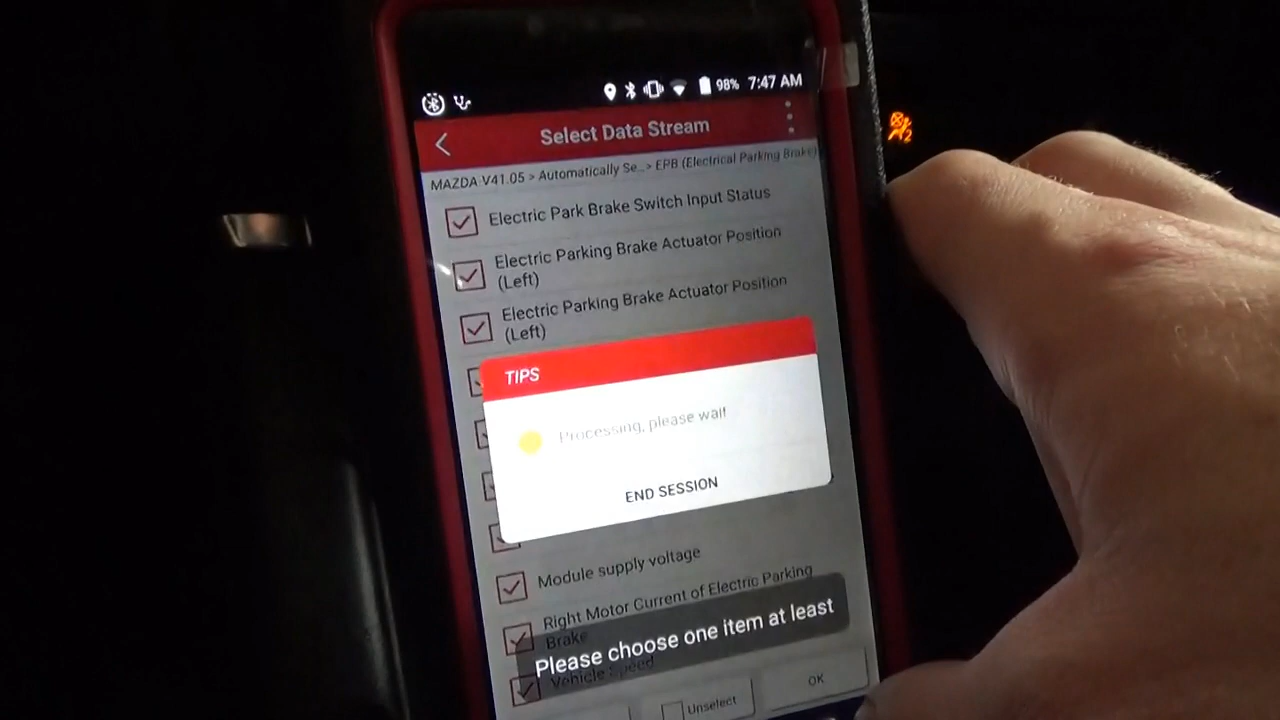 98% 7:47 AM
Select Data Stream
MAZDA V41.05 > Automatically Se... > EPB (Electrical Parking Brake)
Electric Park Brake Switch Input Status
Electric Parking Brake Actuator Position
(Left)
Electric Parking Brake Actuator Position
(Left)
TIPS
Processing, please wait
END SESSION
Module supply voltage
Right Motor Current of Electric Parking
Brake
Please choose one item at least
Vehicle Speed
Unselect
OK